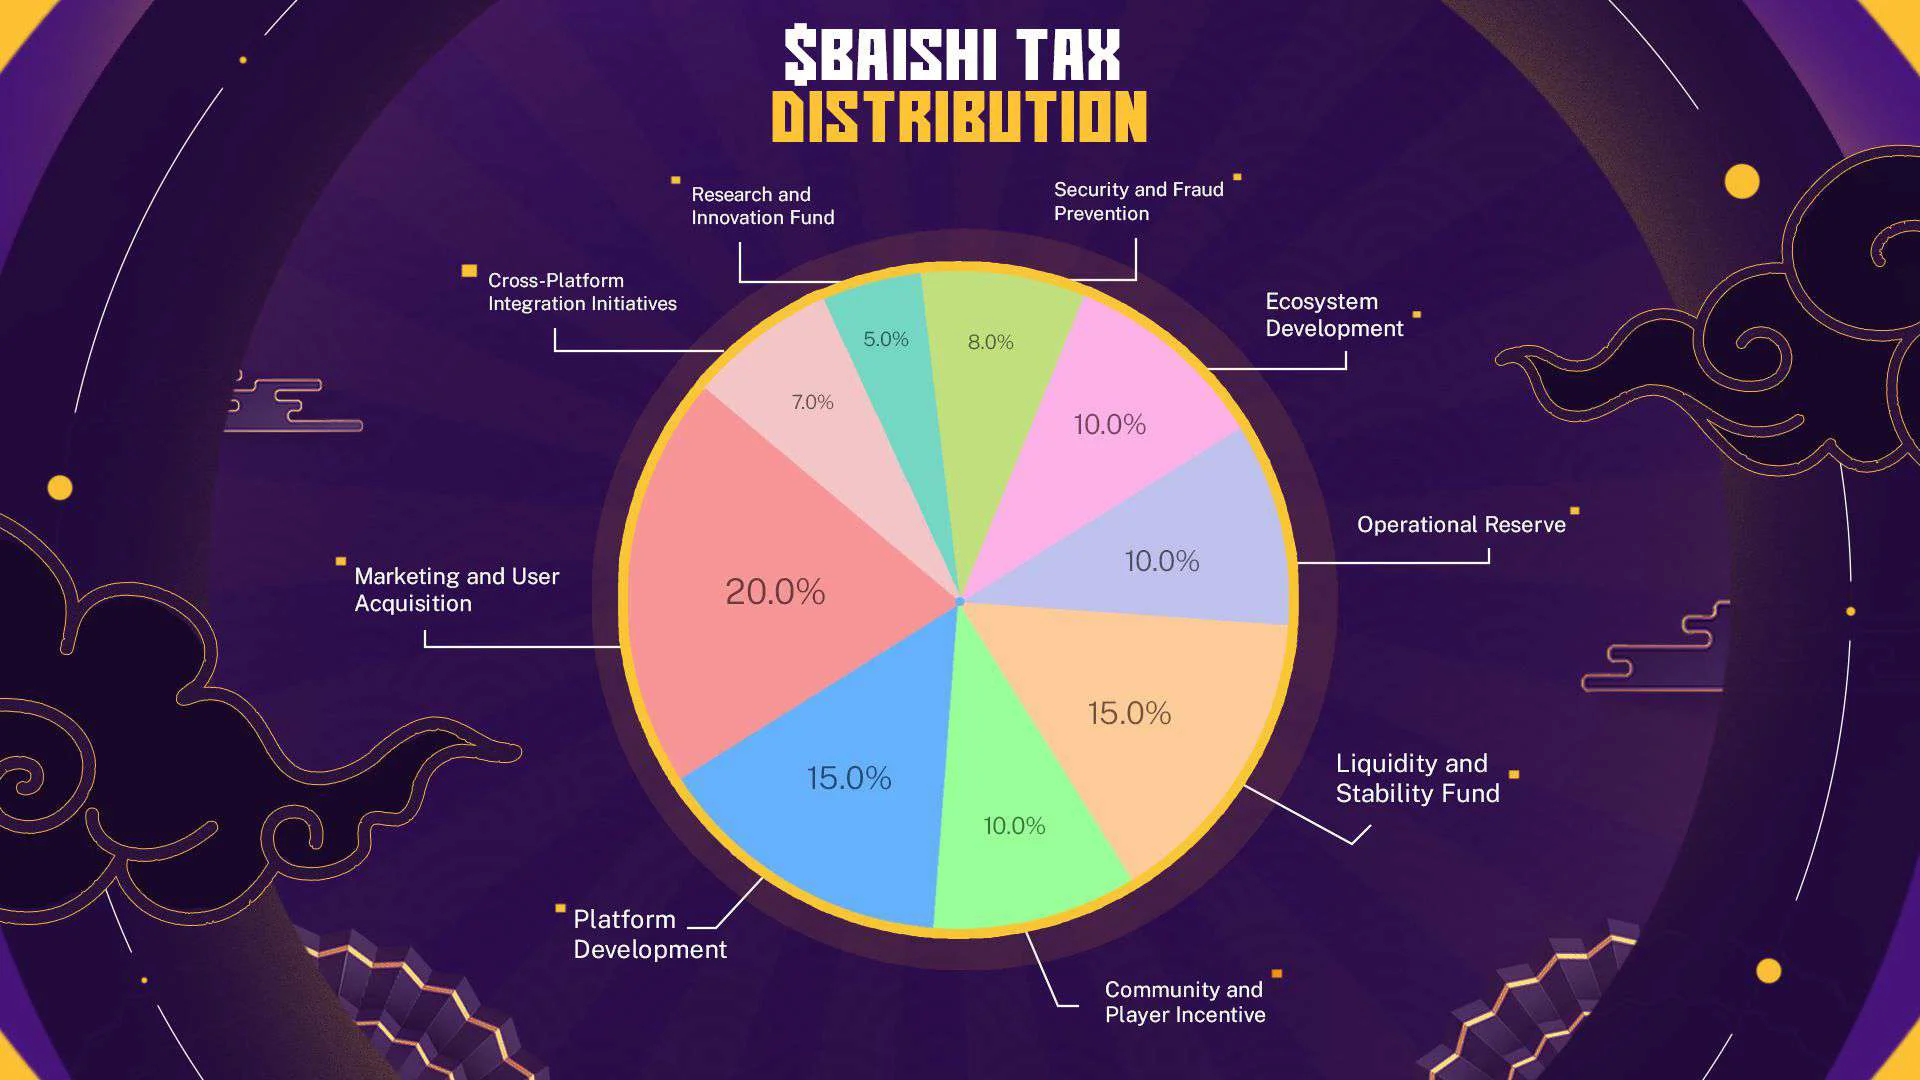 $BAISHI TAX
DISTRIBUTION
Research and
Innovation Fund
Security and Fraud
Prevention
Cross-Platform
Integration Initiatives
Ecosystem
Development
5.0%
8.0%
7.0%
10.0%
Operational Reserve
10.0%
Marketing and User
Acquisition
20.0%
15.0%
Liquidity and
Stability Fund
15.0%
10.0%
Platform
Development
Community and
Player Incentive